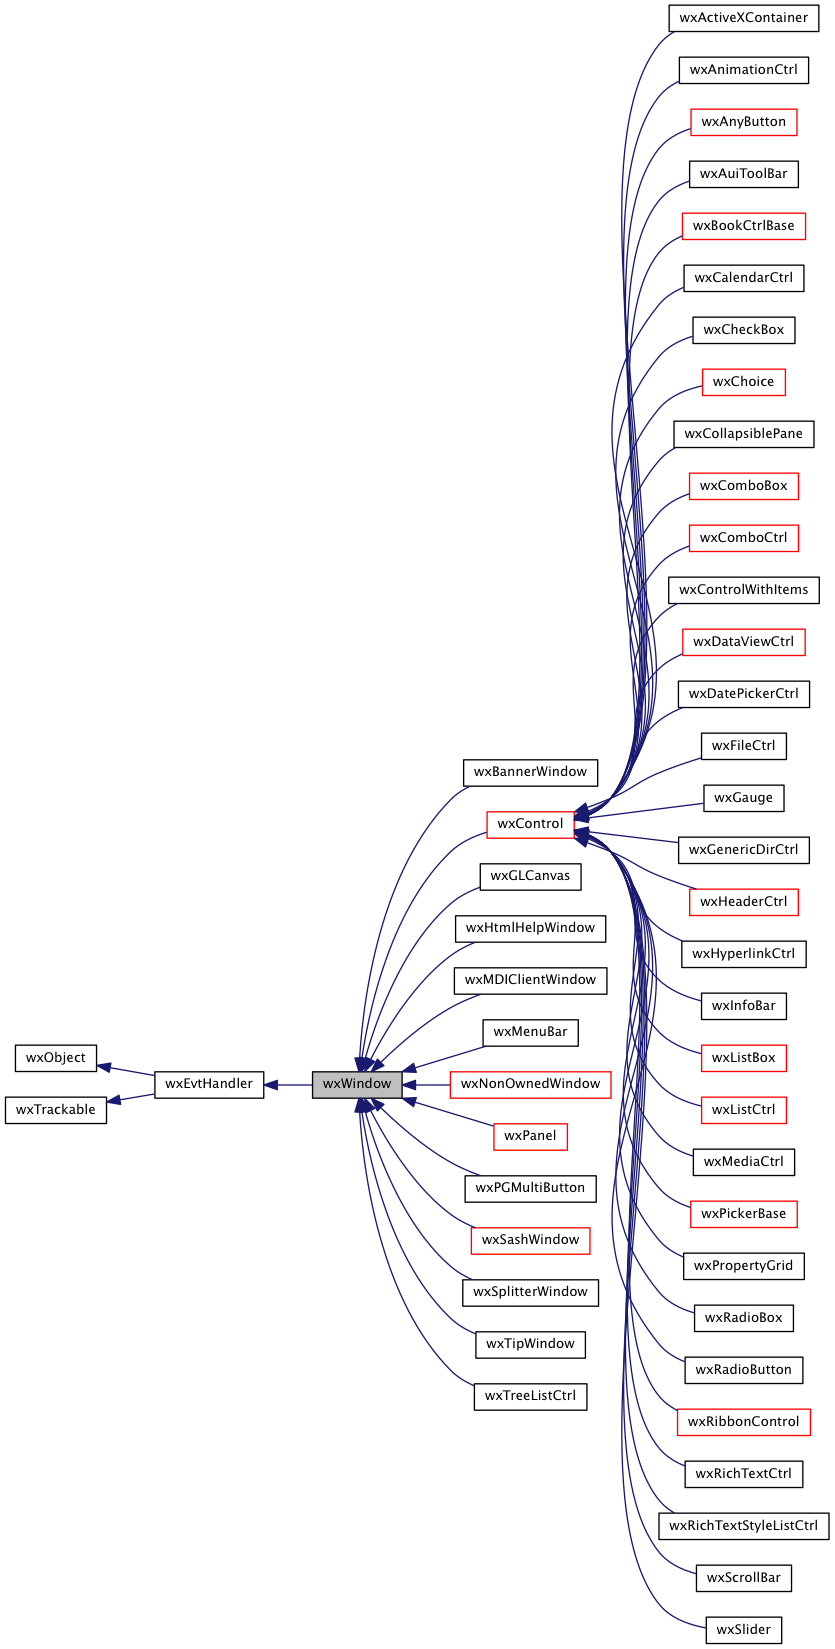 wxObject
wxTrackable
wxEvtHandler
wxWindow
wxBannerWindow
wxControl
wxGLCanvas
wxHtmlHelpWindow
wxMDIClientWindow
wxMenuBar
wxNonOwnedWindow
wxPanel
wxPGMultiButton
wxSashWindow
wxSplitterWindow
wxTipWindow
wxTreeListCtrl
wxActiveXContainer
wxAnimationCtrl
wxAnyButton
wxAuiToolBar
wxBookCtrlBase
wxCalendarCtrl
wxCheckBox
wxChoice
wxCollapsiblePane
wxComboBox
wxComboCtrl
wxControlWithItems
wxDataViewCtrl
wxDatePickerCtrl
wxFileCtrl
wxGauge
wxGenericDirCtrl
wxHeaderCtrl
wxHyperlinkCtrl
wxInfoBar
wxListBox
wxListCtrl
wxMediaCtrl
wxPickerBase
wxPropertyGrid
wxRadioBox
wxRadioButton
wxRibbonControl
wxRichTextCtrl
wxRichTextStyleListCtrl
wxScrollBar
wxSlider